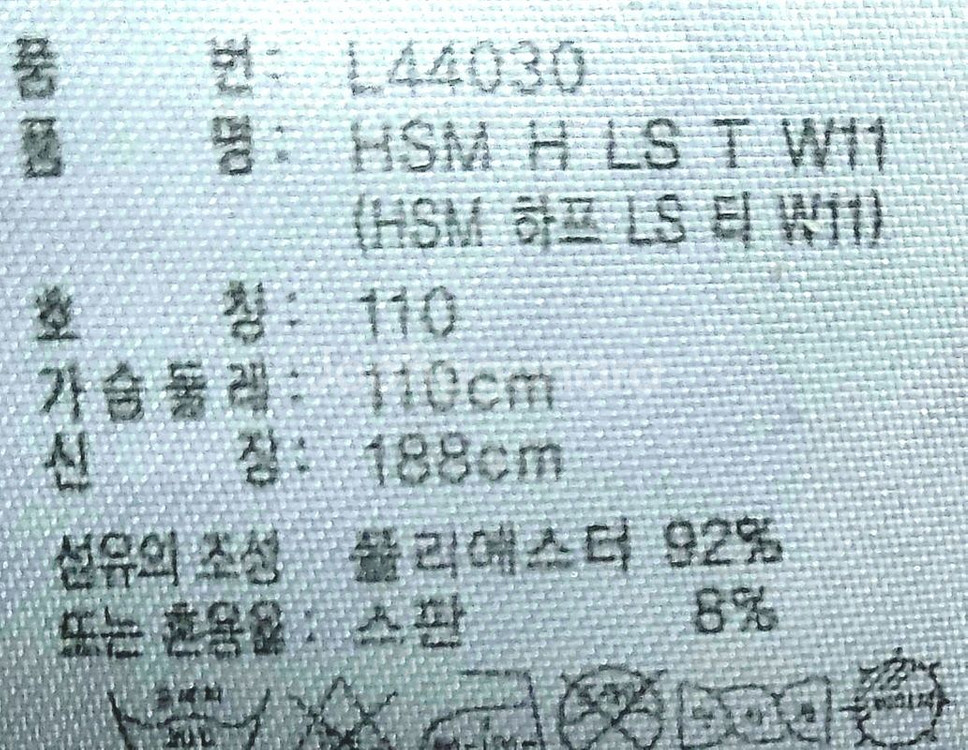 품 번: L44030
품 명: HSM H LS T W11
(HSM 하프 LS 티 W11)
호 칭: 110
가슴둘레: 110cm
신 장: 188cm
섬유의 조성 폴리에스터 92%
또는 혼용율: 스판 8%